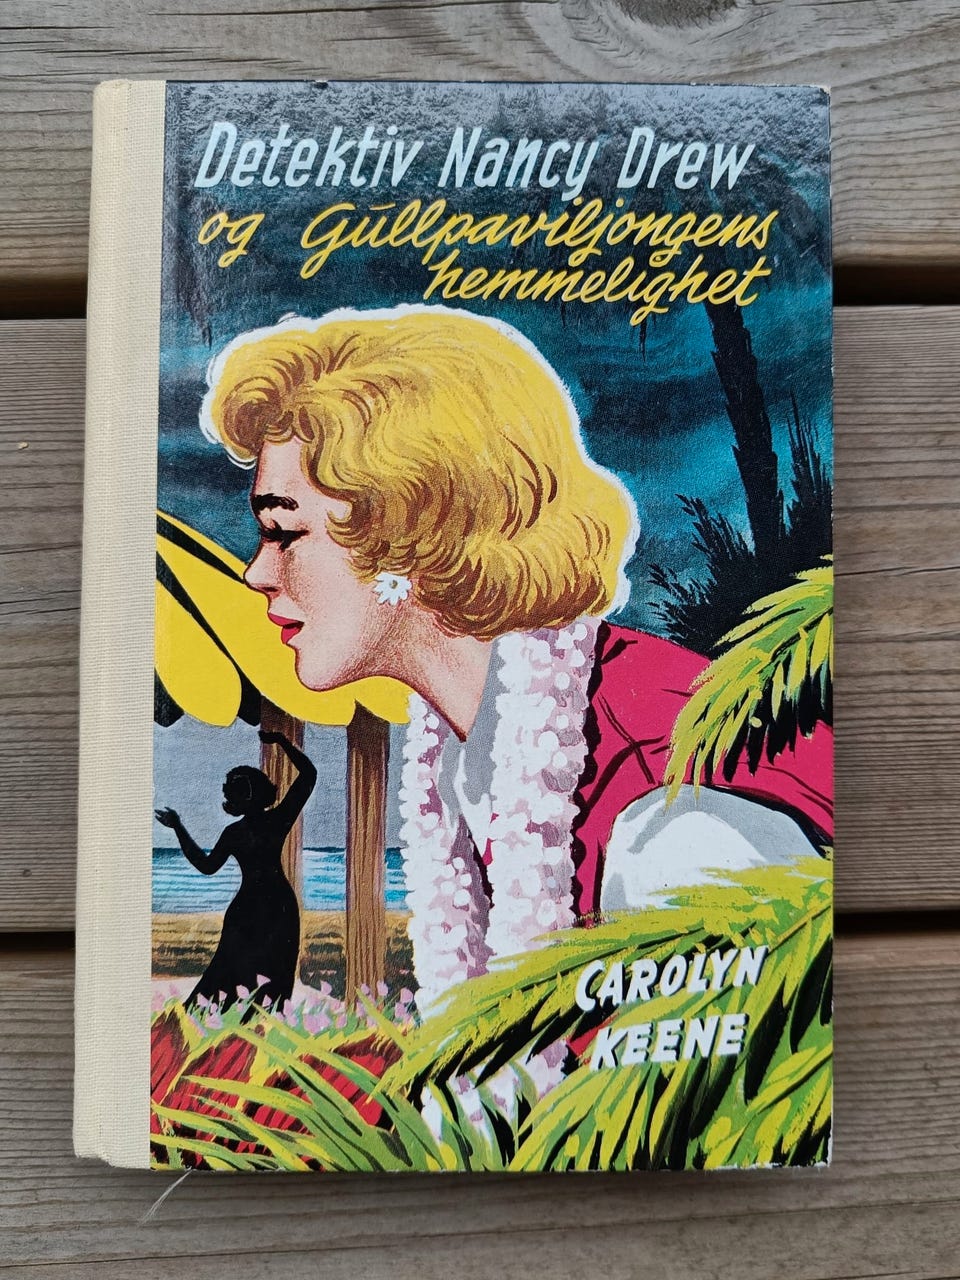 Detektiv Nancy Drew
og Gullpaviljongens
hemmelighet
CAROLYN
KEENE